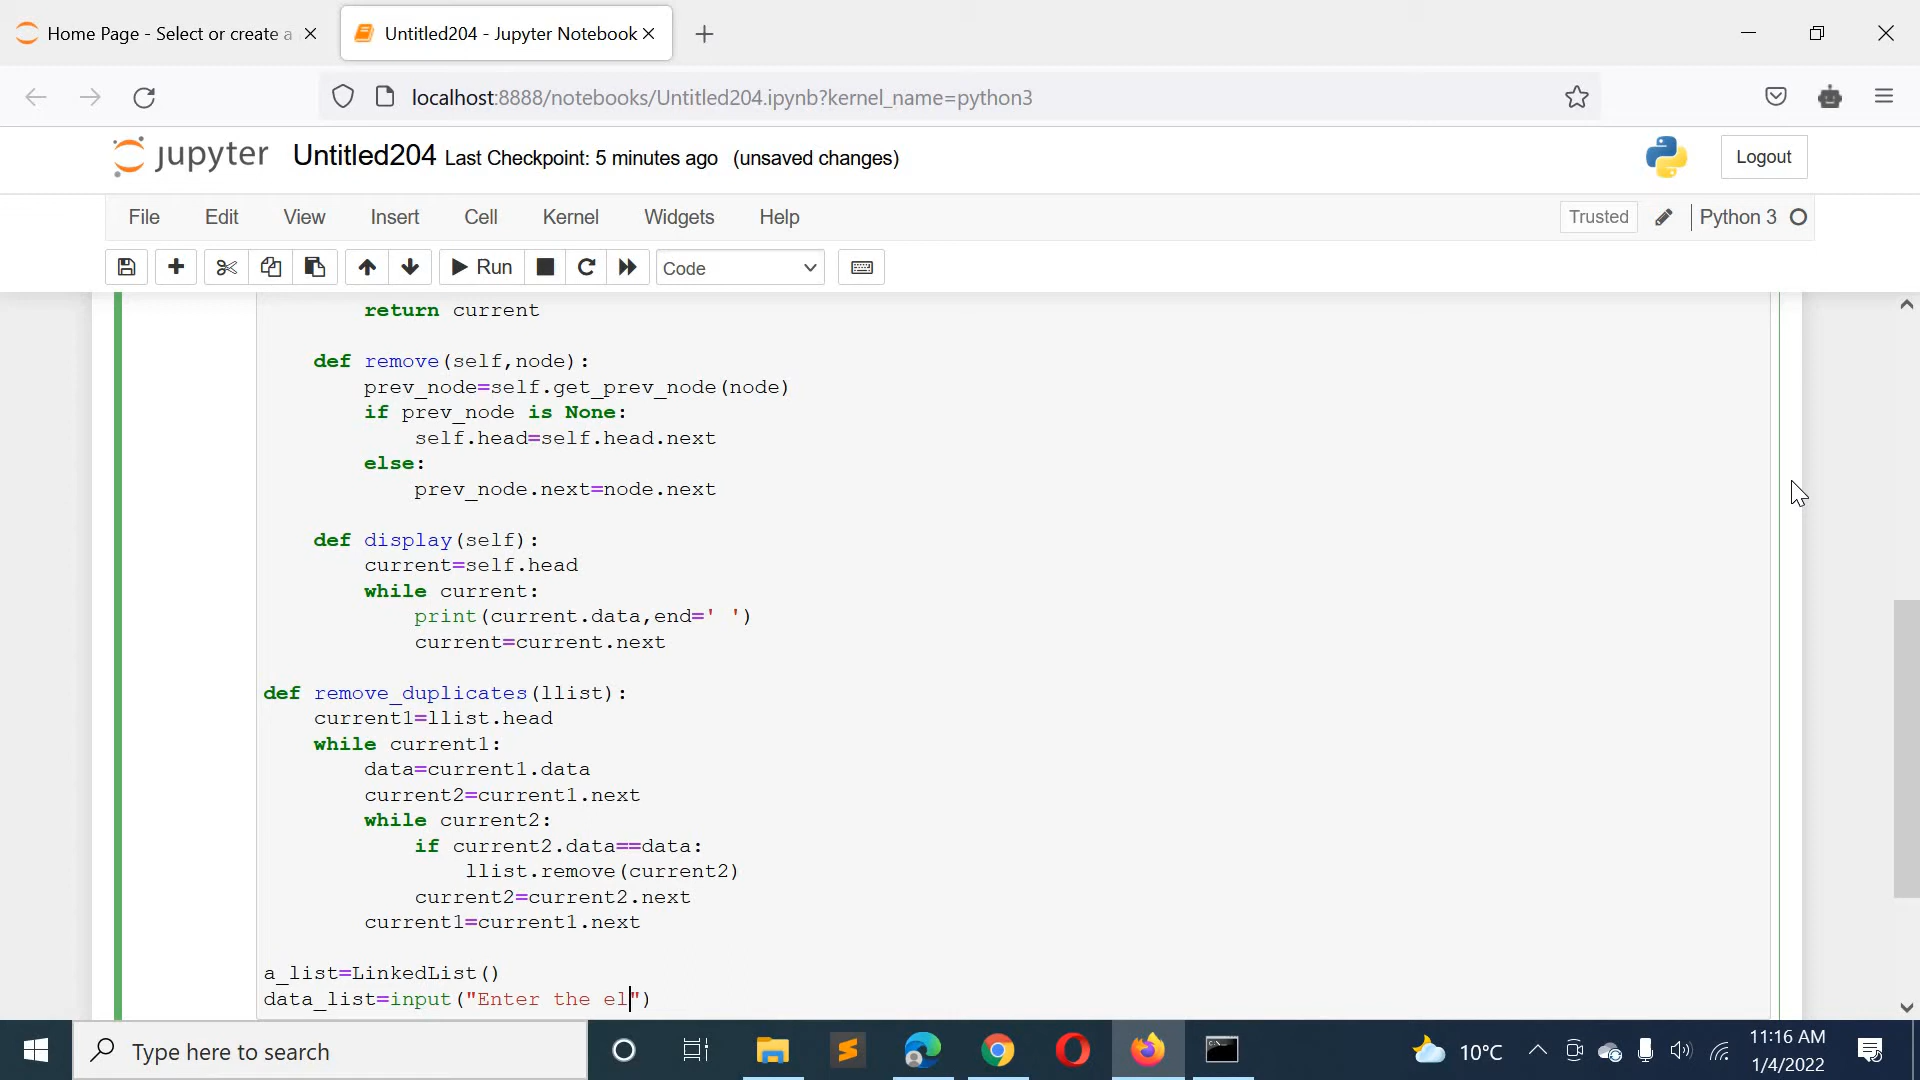 Home Page - Select or create a
Untitled204 - Jupyter Notebook
localhost:8888/notebooks/Untitled204.ipynb?kernel_name=python3
jupyter Untitled204 Last Checkpoint: 5 minutes ago (unsaved changes)
Logout
File Edit View Insert Cell Kernel Widgets Help
Trusted Python 3
Run Code
        return current

    def remove(self,node):
        prev_node=self.get_prev_node(node)
        if prev_node is None:
            self.head=self.head.next
        else:
            prev_node.next=node.next

    def display(self):
        current=self.head
        while current:
            print(current.data,end=' ')
            current=current.next

def remove_duplicates(llist):
    current1=llist.head
    while current1:
        data=current1.data
        current2=current1.next
        while current2:
            if current2.data==data:
                llist.remove(current2)
            current2=current2.next
        current1=current1.next

a_list=LinkedList()
data_list=input("Enter the el")
Type here to search
10°C
11:16 AM
1/4/2022